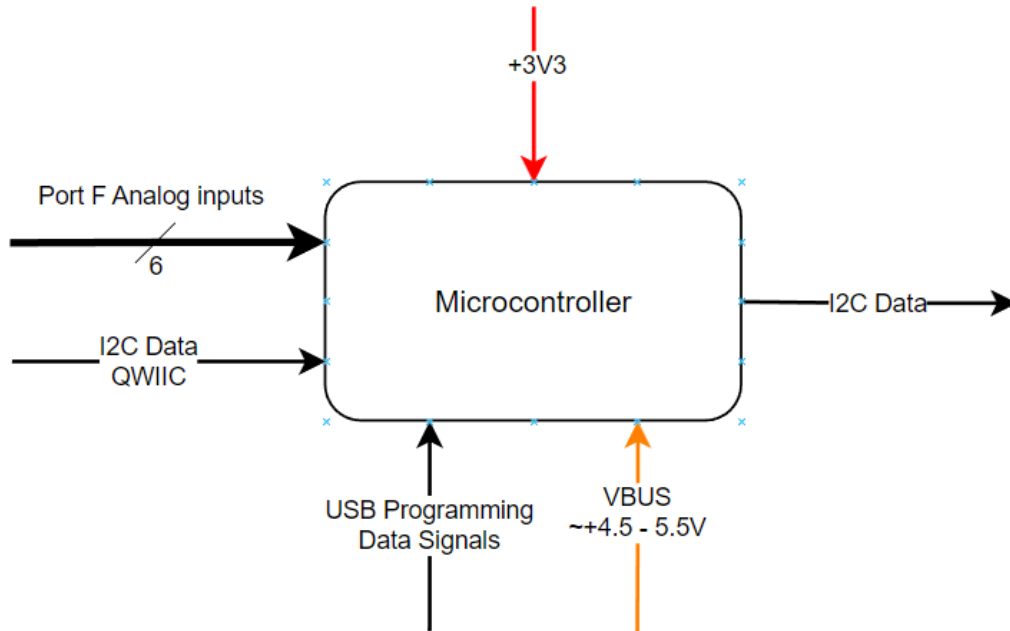 +3V3
Port F Analog inputs
6
Microcontroller
I2C Data
I2C Data
QWIIC
USB Programming
Data Signals
VBUS
~+4.5 - 5.5V